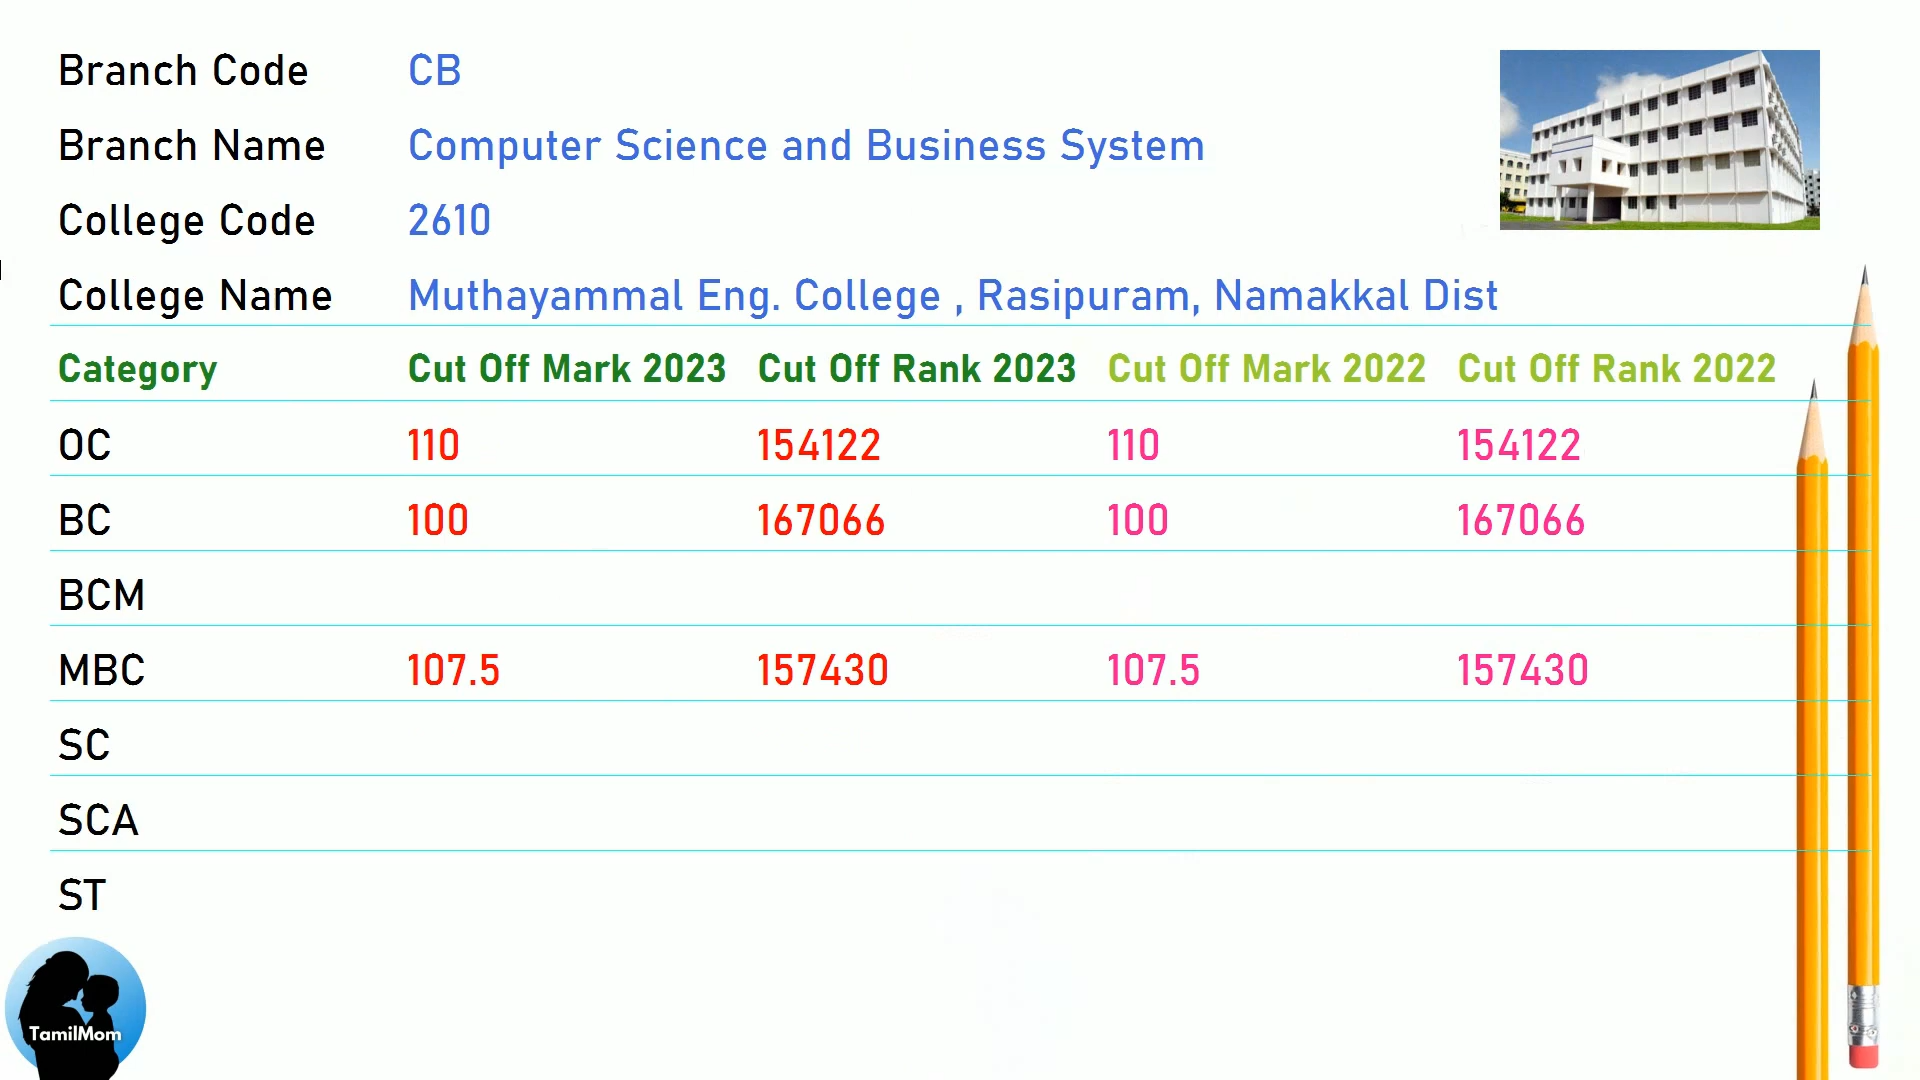 Branch Code CB
Branch Name Computer Science and Business System
College Code 2610
College Name Muthayammal Eng. College , Rasipuram, Namakkal Dist
Category Cut Off Mark 2023 Cut Off Rank 2023 Cut Off Mark 2022 Cut Off Rank 2022
OC 110 154122 110 154122
BC 100 167066 100 167066
BCM
MBC 107.5 157430 107.5 157430
SC
SCA
ST
TamilMom